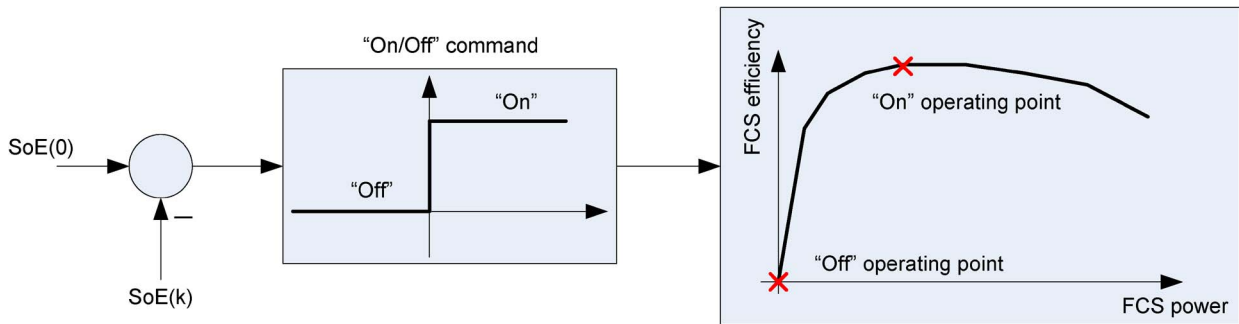 “On/Off” command
“On”
“Off”
SoE(0)
–
SoE(k)
FCS efficiency
“On” operating point
“Off” operating point
FCS power